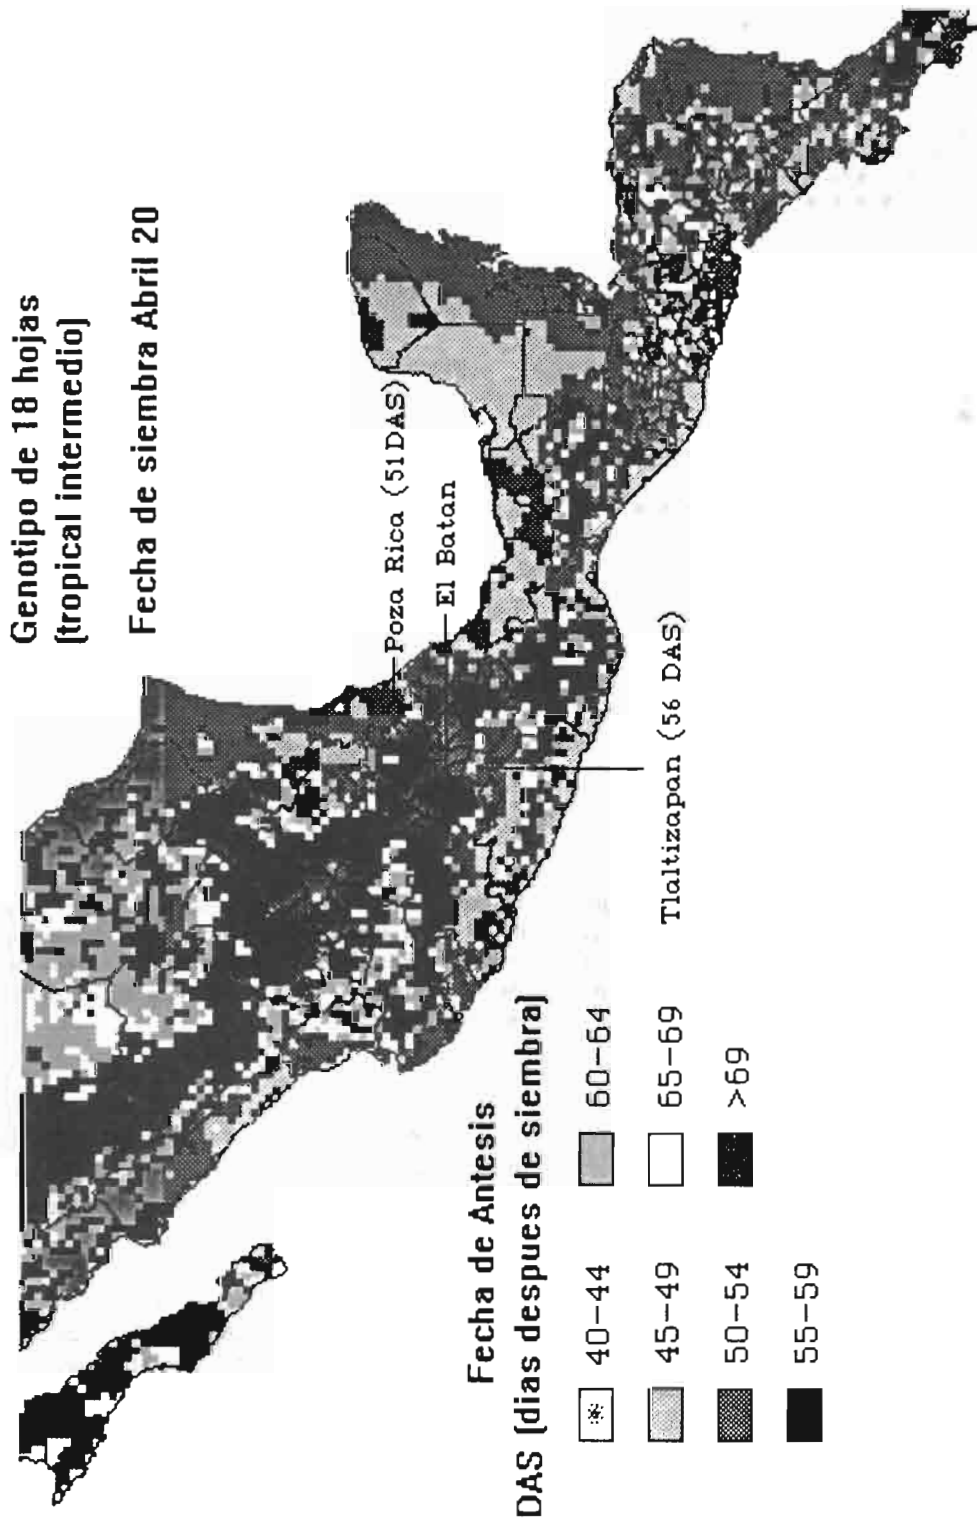 Genotipo de 18 hojas
(tropical intermedio)
Fecha de siembra Abril 20
Poza Rica (51DAS)
El Batan
Tlaltizapan (56 DAS)
Fecha de Antesis
DAS (dias despues de siembra)
40-44
60-64
45-49
65-69
50-54
>69
55-59